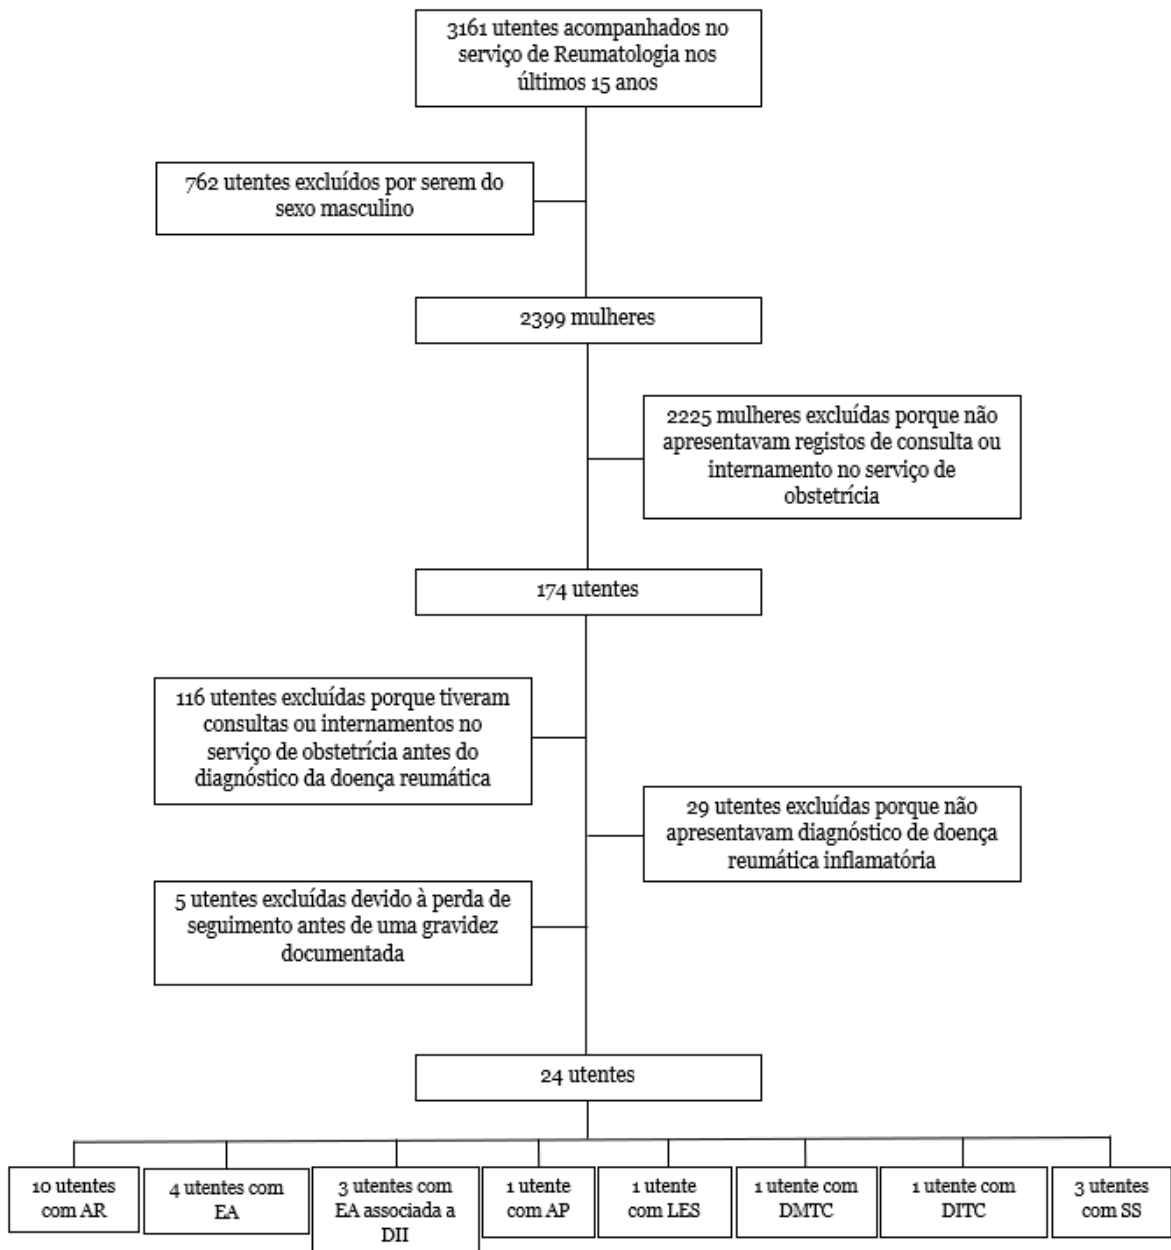 3161 utentes acompanhados no
serviço de Reumatologia nos
últimos 15 anos
762 utentes excluídos por serem do
sexo masculino
2399 mulheres
2225 mulheres excluídas porque não
apresentavam registos de consulta ou
internamento no serviço de
obstetrícia
174 utentes
116 utentes excluídas porque tiveram
consultas ou internamentos no
serviço de obstetrícia antes do
diagnóstico da doença reumática
29 utentes excluídas porque não
apresentavam diagnóstico de doença
reumática inflamatória
5 utentes excluídas devido à perda de
seguimento antes de uma gravidez
documentada
24 utentes
10 utentes
com AR
4 utentes com
EA
3 utentes com
EA associada a
DII
1 utente
com AP
1 utente
com LES
1 utente com
DMTC
1 utente com
DITC
3 utentes
com SS